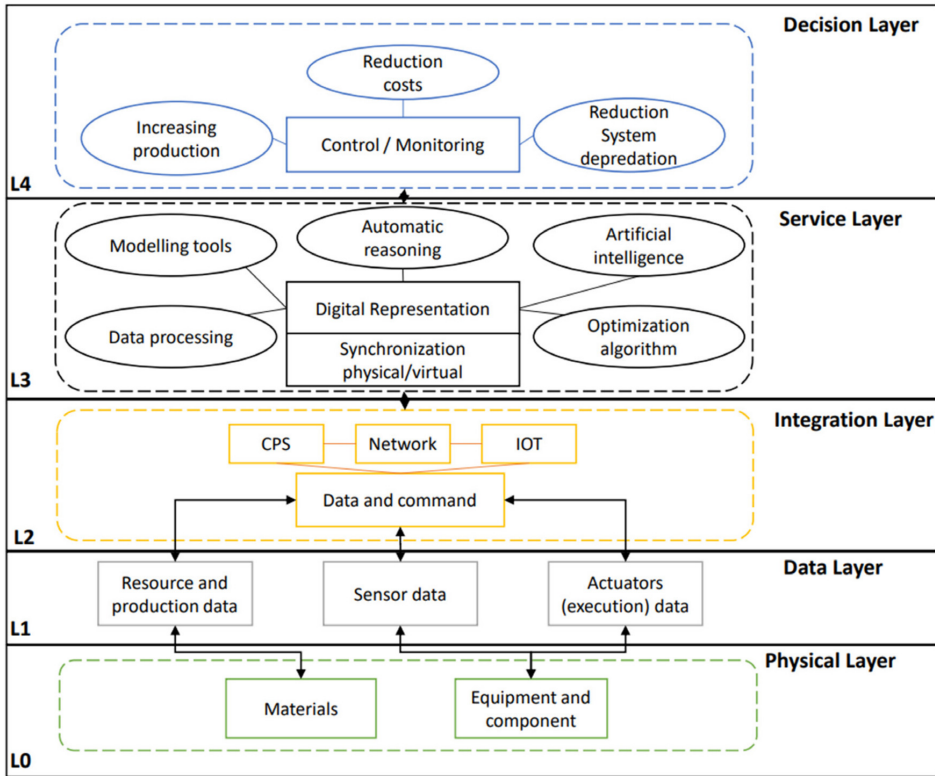 Decision Layer
Reduction
costs
Increasing
production
Control / Monitoring
Reduction
System
depredation
L4
Service Layer
Modelling tools
Automatic
reasoning
Artificial
intelligence
Digital Representation
Data processing
Synchronization
physical/virtual
Optimization
algorithm
L3
Integration Layer
CPS
Network
IOT
Data and command
L2
Data Layer
Resource and
production data
Sensor data
Actuators
(execution) data
L1
Physical Layer
Materials
Equipment and
component
L0